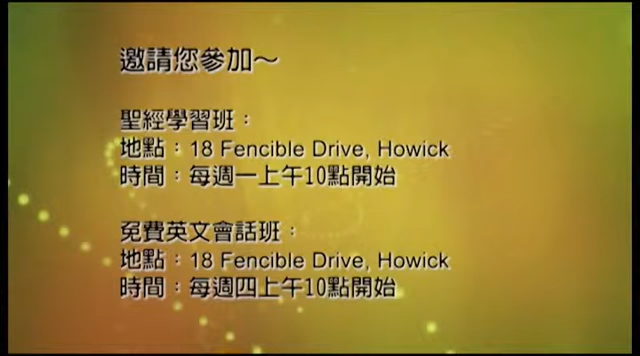 邀請您參加～
聖經學習班：
地點：18 Fencible Drive, Howick
時間：每週一上午10點開始
免費英文會話班：
地點：18 Fencible Drive, Howick
時間：每週四上午10點開始